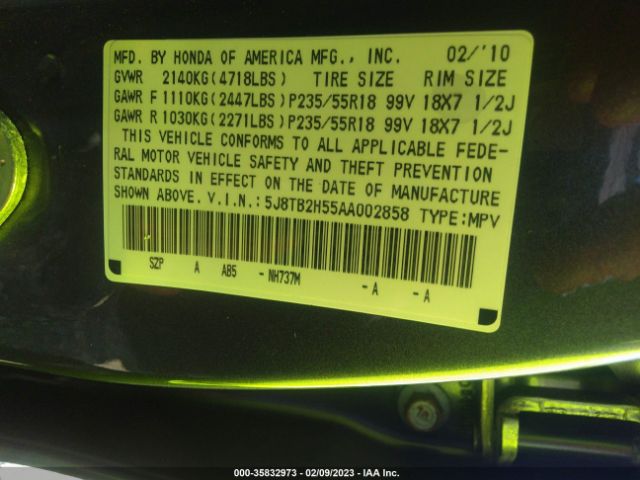 MFD. BY HONDA OF AMERICA MFG., INC. 02/'10
GVWR 2140KG(4718LBS) TIRE SIZE RIM SIZE
GAWR F 1110KG(2447LBS) P235/55R18 99V 18X7 1/2J
GAWR R 1030KG(2271LBS) P235/55R18 99V 18X7 1/2J
THIS VEHICLE CONFORMS TO ALL APPLICABLE FEDE-
RAL MOTOR VEHICLE SAFETY AND THEFT PREVENTION
STANDARDS IN EFFECT ON THE DATE OF MANUFACTURE
SHOWN ABOVE. V.I.N.:5J8TB2H55AA002858 TYPE:MPV
SZP A A85 - NH737M - A - A
000-35832973 - 02/09/2023 - IAA Inc.